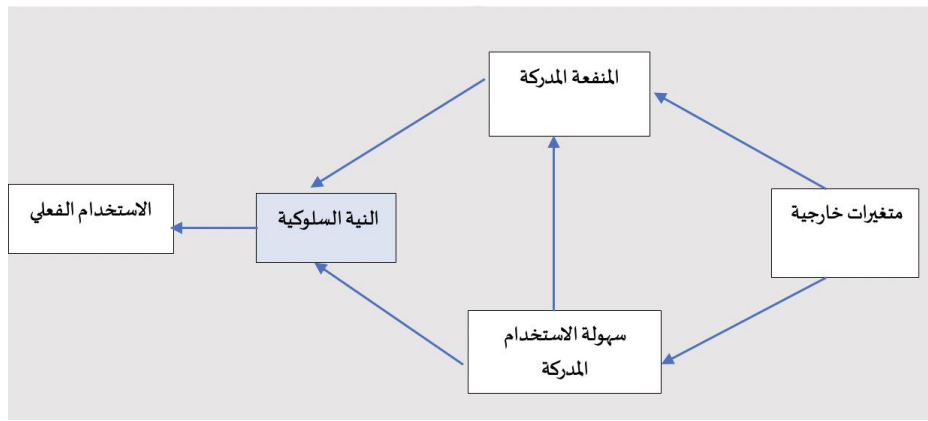 المنفعة المدركة
متغيرات خارجية
النية السلوكية
الاستخدام الفعلي
سهولة الاستخدام
المدركة